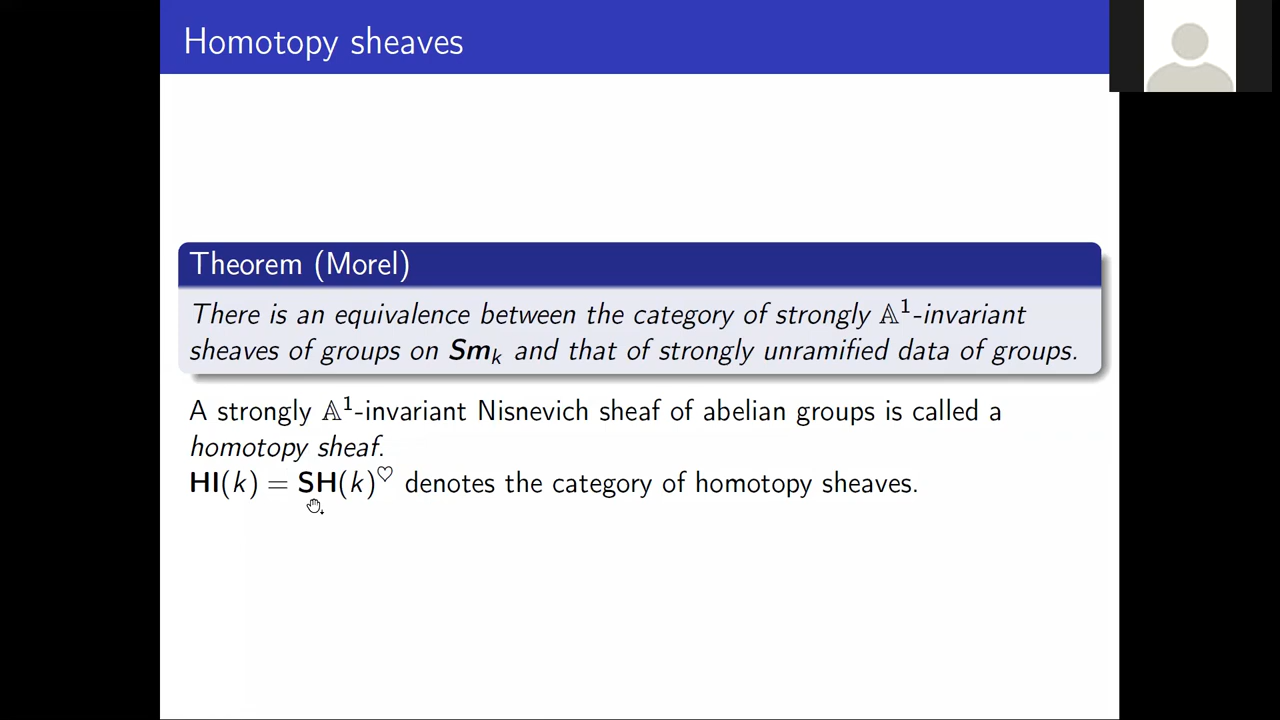 Homotopy sheaves
Theorem (Morel)
There is an equivalence between the category of strongly 𝔸¹-invariant
sheaves of groups on Smₖ and that of strongly unramified data of groups.
A strongly 𝔸¹-invariant Nisnevich sheaf of abelian groups is called a
homotopy sheaf.
HI(k) = SH(k)♡ denotes the category of homotopy sheaves.